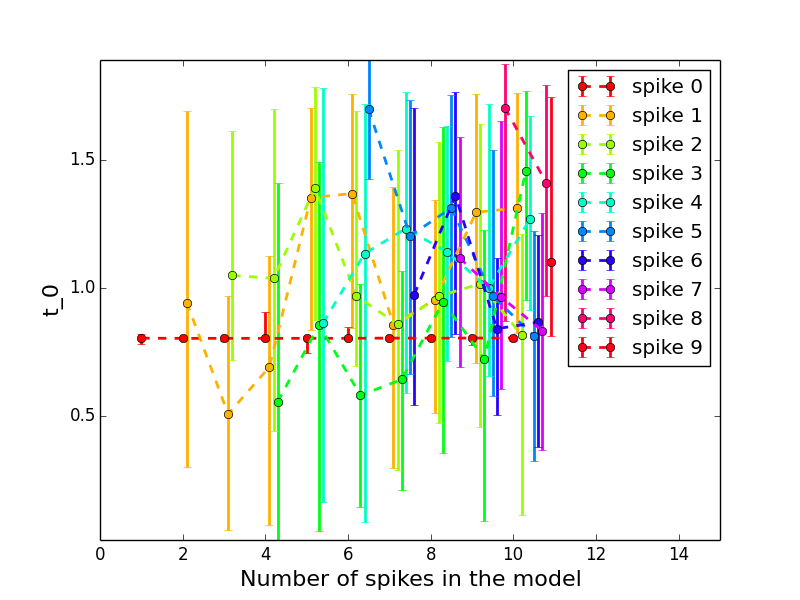 1.5
1.0
0.5
t_0
0 2 4 6 8 10 12 14
Number of spikes in the model
spike 0
spike 1
spike 2
spike 3
spike 4
spike 5
spike 6
spike 7
spike 8
spike 9